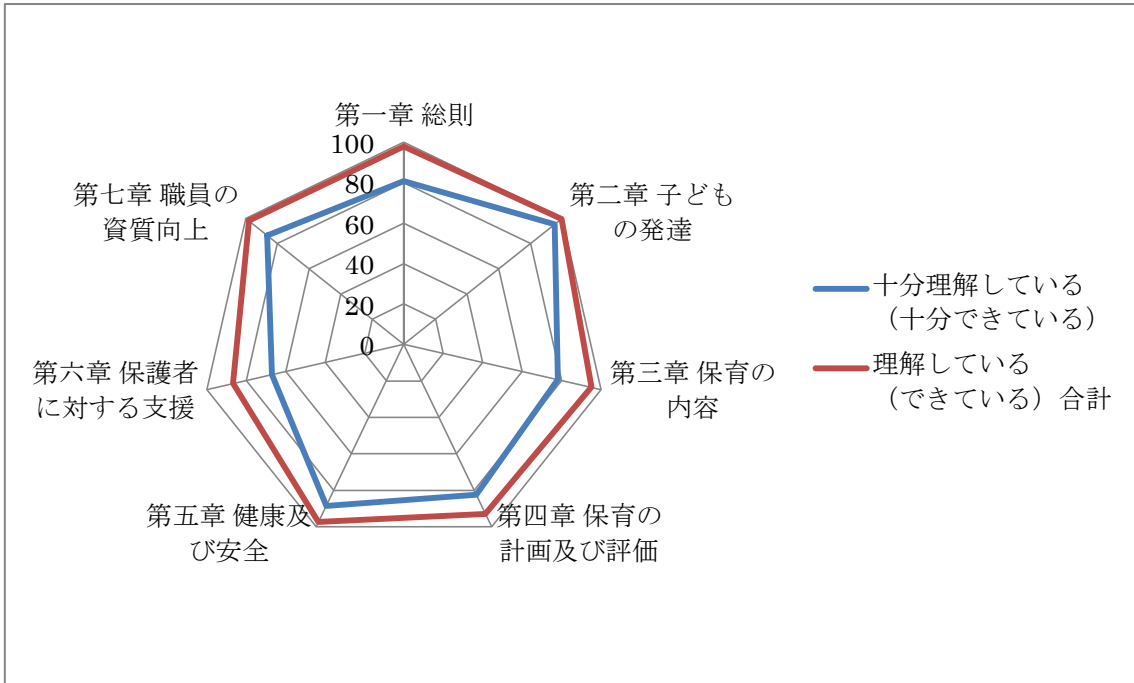 第一章 総則
100
80
60
40
20
0
第二章 子ども
の発達
第三章 保育の
内容
第四章 保育の
計画及び評価
第五章 健康及
び安全
第六章 保護者
に対する支援
第七章 職員の
資質向上
十分理解している
（十分できている）
理解している
（できている）合計